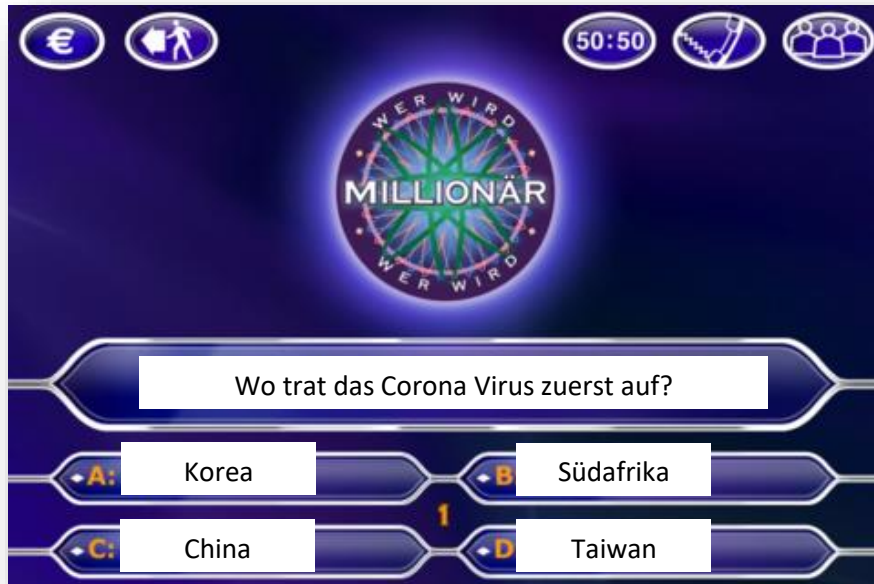 €
50:50
WER WIRD
MILLIONÄR
WER WIRD
Wo trat das Corona Virus zuerst auf?
A: Korea
B Südafrika
1
C: China
D Taiwan